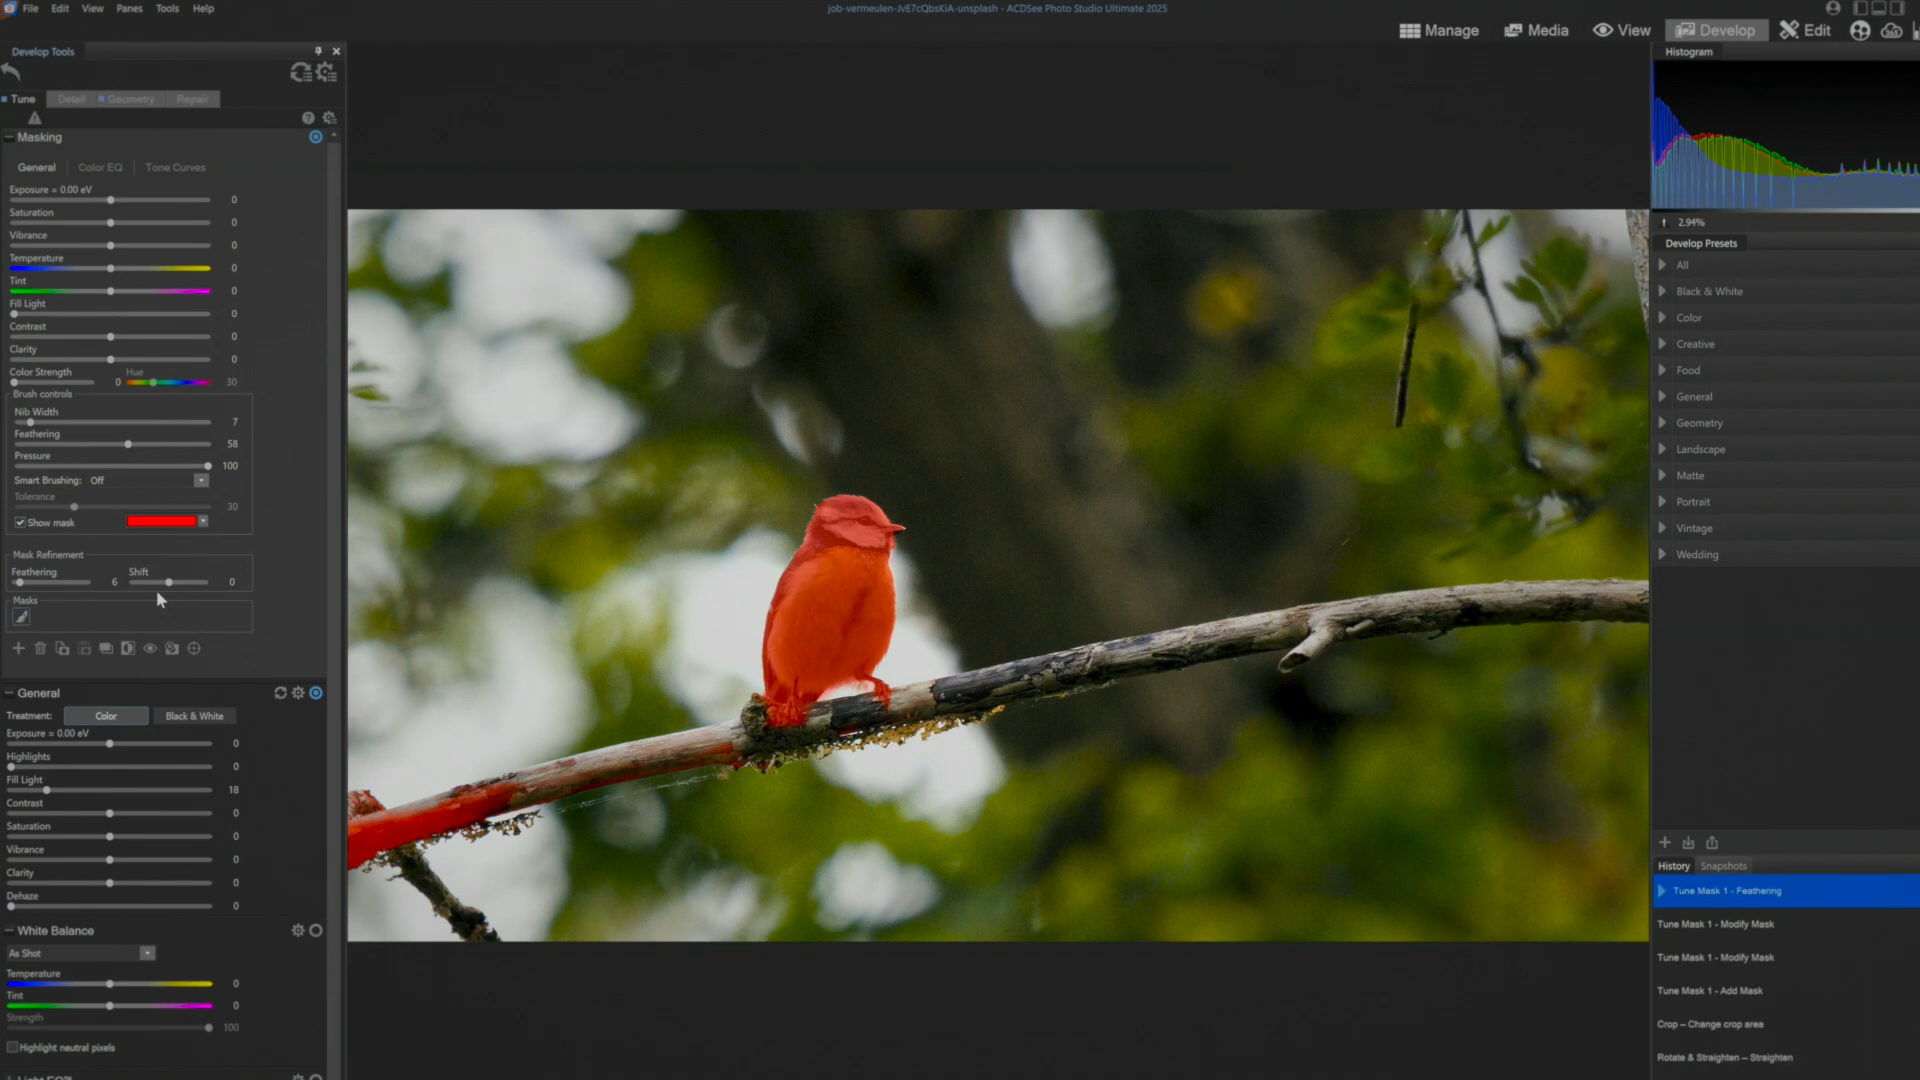 File Edit View Panes Tools Help
job-vermeulen-JvE7cQbsKiA-unsplash - ACDSee Photo Studio Ultimate 2025
Manage Media View Develop Edit 365
Develop Tools
Tune Detail Geometry Repair
Masking
General Color EQ Tone Curves
Exposure = 0.00 eV 0
Saturation 0
Vibrance 0
Temperature 0
Tint 0
Fill Light 0
Contrast 0
Clarity 0
Color Strength 0 Hue 30
Brush controls
Nib Width 7
Feathering 58
Pressure 100
Smart Brushing: Off
Tolerance 30
Show mask
Mask Refinement
Feathering 6 Shift 0
Masks
General
Treatment: Color Black & White
Exposure = 0.00 eV 0
Highlights 0
Fill Light 18
Contrast 0
Saturation 0
Vibrance 0
Clarity 0
Dehaze 0
White Balance
As Shot
Temperature 0
Tint 0
Strength 100
Highlight neutral pixels
Histogram
2.94%
Develop Presets
All
Black & White
Color
Creative
Food
General
Geometry
Landscape
Matte
Portrait
Vintage
Wedding
History Snapshots
Tune Mask 1 - Feathering
Tune Mask 1 - Modify Mask
Tune Mask 1 - Modify Mask
Tune Mask 1 - Add Mask
Crop – Change crop area
Rotate & Straighten – Straighten